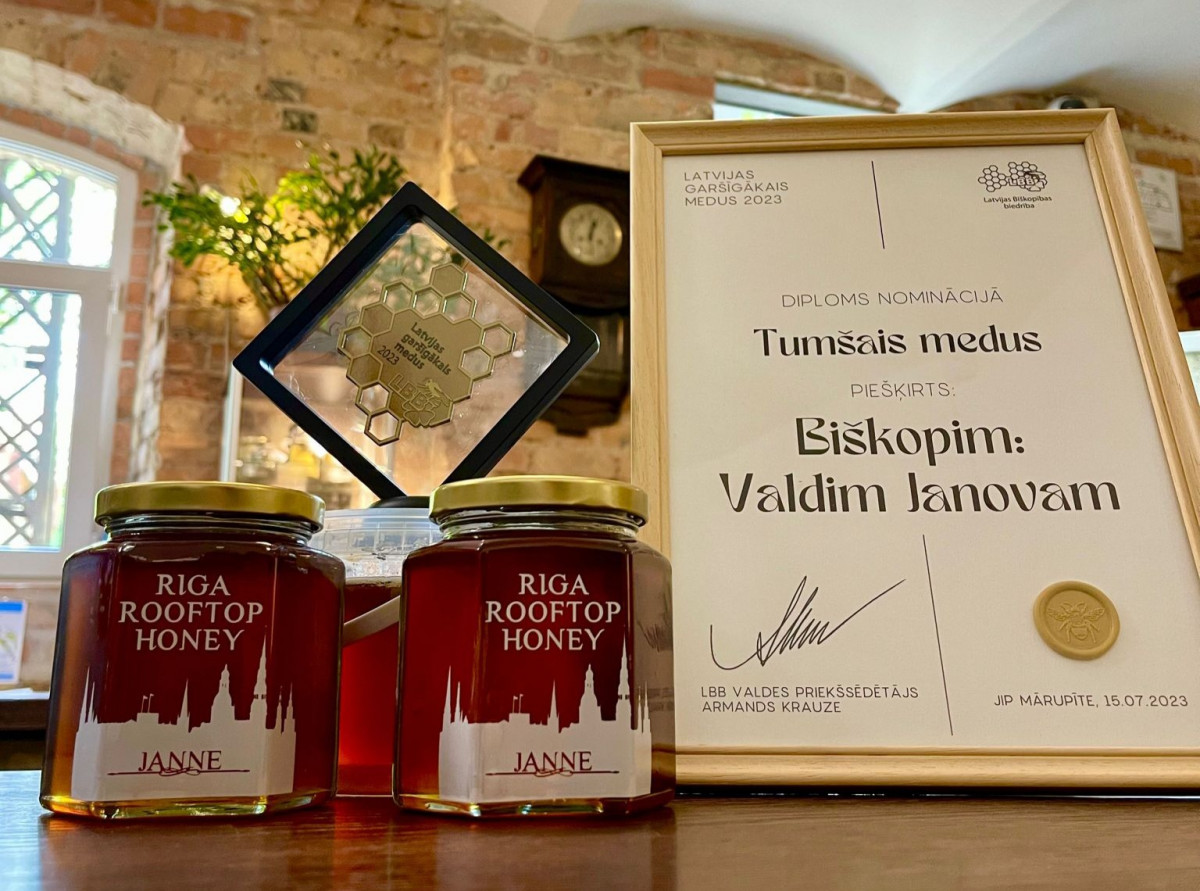 LATVIJAS
GARŠĪGĀKAIS
MEDUS 2023
LBB
Latvijas Biškopības
biedrība
DIPLOMS NOMINĀCIJĀ
Tumšais medus
PIEŠĶIRTS:
Biškopim:
Valdim Janovam
LBB VALDES PRIEKŠSĒDĒTĀJS
ARMANDS KRAUZE
JIP MĀRUPĪTE, 15.07.2023
Latvijas
garšīgākais
medus
2023
LBB
RIGA
ROOFTOP
HONEY
JANNE
RIGA
ROOFTOP
HONEY
JANNE